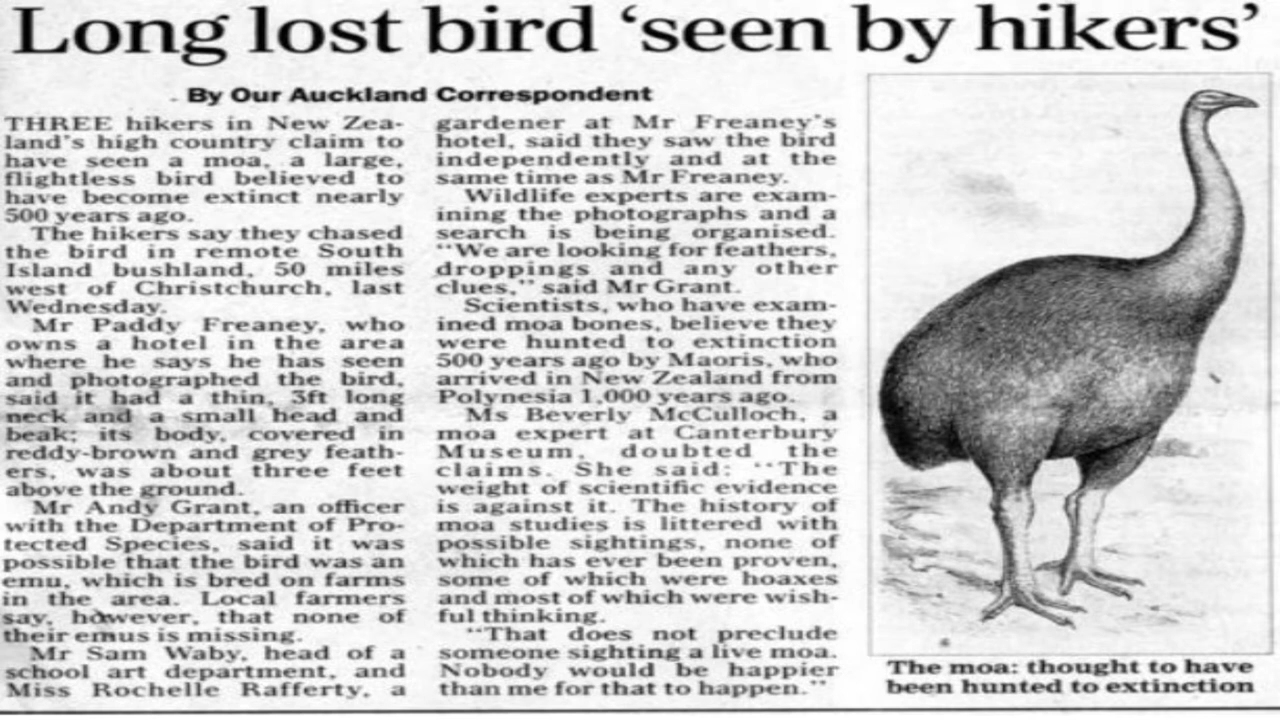 Long lost bird ‘seen by hikers’
By Our Auckland Correspondent
THREE hikers in New Zea-
land's high country claim to
have seen a moa, a large,
flightless bird believed to
have become extinct nearly
500 years ago.
The hikers say they chased
the bird in remote South
Island bushland, 50 miles
west of Christchurch, last
Wednesday.
Mr Paddy Freaney, who
owns a hotel in the area
where he says he has seen
and photographed the bird,
said it had a thin, 3ft long
neck and a small head and
beak; its body, covered in
reddy-brown and grey feath-
ers, was about three feet
above the ground.
Mr Andy Grant, an officer
with the Department of Pro-
tected Species, said it was
possible that the bird was an
emu, which is bred on farms
in the area. Local farmers
say, however, that none of
their emus is missing.
Mr Sam Waby, head of a
school art department, and
Miss Rochelle Rafferty, a
gardener at Mr Freaney's
hotel, said they saw the bird
independently and at the
same time as Mr Freaney.
Wildlife experts are exam-
ining the photographs and a
search is being organised.
“We are looking for feathers,
droppings and any other
clues,” said Mr Grant.
Scientists, who have exam-
ined moa bones, believe they
were hunted to extinction
500 years ago by Maoris, who
arrived in New Zealand from
Polynesia 1,000 years ago.
Ms Beverly McCulloch, a
moa expert at Canterbury
Museum, doubted the
claims. She said: “The
weight of scientific evidence
is against it. The history of
moa studies is littered with
possible sightings, none of
which has ever been proven,
some of which were hoaxes
and most of which were wish-
ful thinking.
“That does not preclude
someone sighting a live moa.
Nobody would be happier
than me for that to happen.”
The moa: thought to have
been hunted to extinction